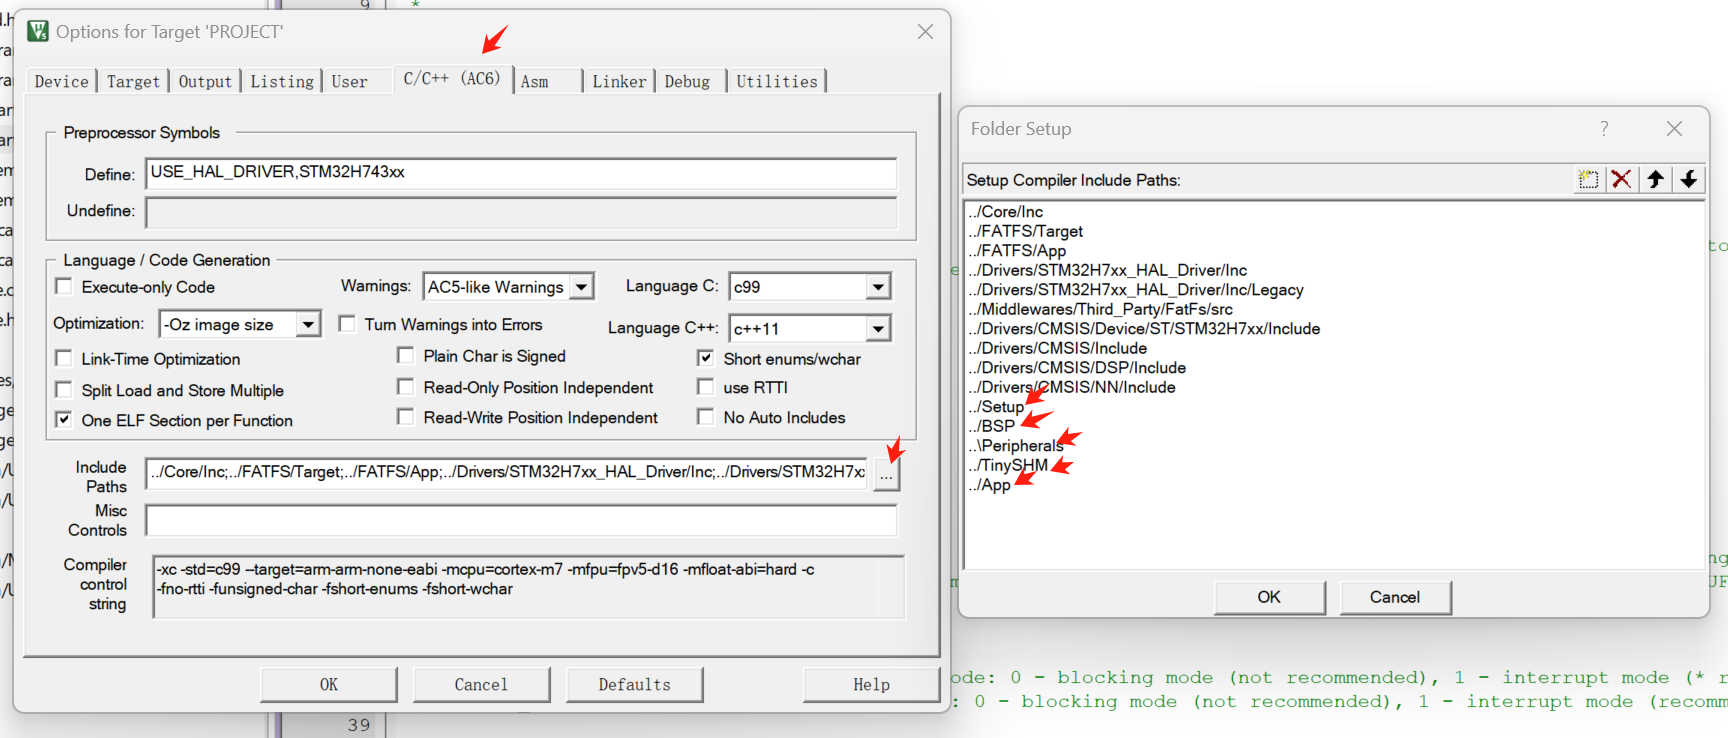 9 *
Options for Target 'PROJECT'
Device Target Output Listing User C/C++ (AC6) Asm Linker Debug Utilities
Preprocessor Symbols
Define: USE_HAL_DRIVER,STM32H743xx
Undefine:
Language / Code Generation
Execute-only Code
Warnings: AC5-like Warnings
Language C: c99
Optimization: -Oz image size
Turn Warnings into Errors
Language C++: c++11
Link-Time Optimization
Plain Char is Signed
Short enums/wchar
Split Load and Store Multiple
Read-Only Position Independent
use RTTI
One ELF Section per Function
Read-Write Position Independent
No Auto Includes
Include Paths ../Core/Inc;../FATFS/Target;../FATFS/App;../Drivers/STM32H7xx_HAL_Driver/Inc;../Drivers/STM32H7x ...
Misc Controls
Compiler control string
-xc -std=c99 --target=arm-arm-none-eabi -mcpu=cortex-m7 -mfpu=fpv5-d16 -mfloat-abi=hard -c
-fno-rtti -funsigned-char -fshort-enums -fshort-wchar
OK Cancel Defaults Help
Folder Setup ?
Setup Compiler Include Paths:
../Core/Inc
../FATFS/Target
../FATFS/App
../Drivers/STM32H7xx_HAL_Driver/Inc
../Drivers/STM32H7xx_HAL_Driver/Inc/Legacy
../Middlewares/Third_Party/FatFs/src
../Drivers/CMSIS/Device/ST/STM32H7xx/Include
../Drivers/CMSIS/Include
../Drivers/CMSIS/DSP/Include
../Drivers/CMSIS/NN/Include
../Setup
../BSP
..\Peripherals
../TinySHM
../App
OK Cancel
ode: 0 - blocking mode (not recommended), 1 - interrupt mode (* r
: 0 - blocking mode (not recommended), 1 - interrupt mode (recomm
39